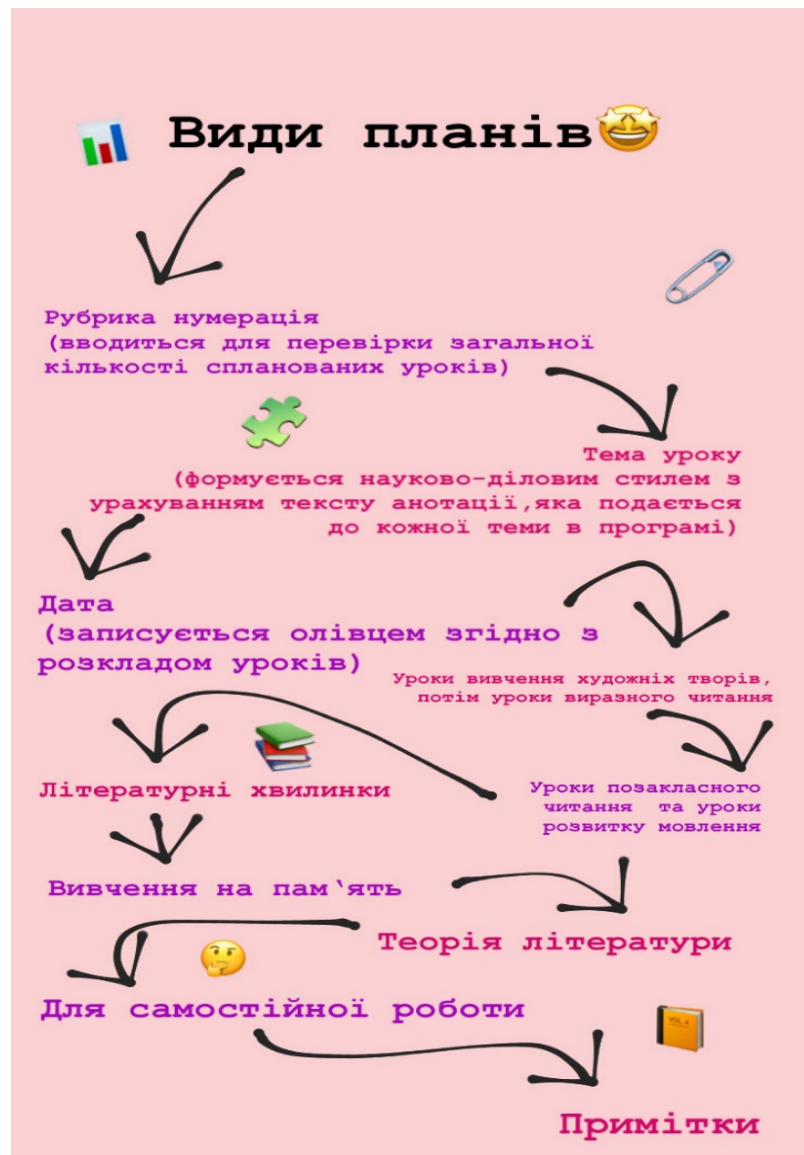 Види планів
Рубрика нумерація
(вводиться для перевірки загальної
кількості спланованих уроків)
Тема уроку
(формується науково-діловим стилем з
урахуванням тексту анотації,яка подається
до кожної теми в програмі)
Дата
(записується олівцем згідно з
розкладом уроків)
Уроки вивчення художніх творів,
потім уроки виразного читання
Уроки позакласного
читання та уроки
розвитку мовлення
Літературні хвилинки
Вивчення на пам‘ять
Теорія літератури
Для самостійної роботи
Примітки